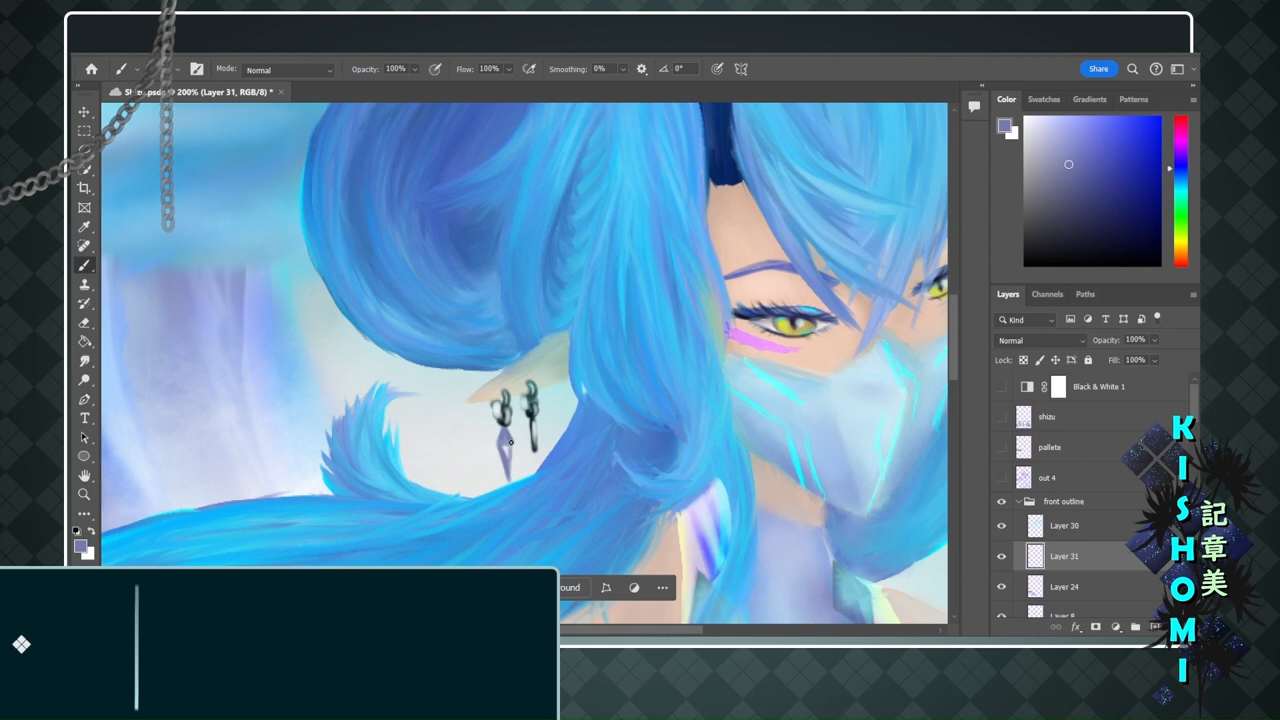 Mode:
Normal
Opacity:
100%
Flow:
100%
Smoothing:
0%
0°
Share
@ 200% (Layer 31, RGB/8) *
Color
Swatches
Gradients
Patterns
Layers
Channels
Paths
Kind
Normal
Opacity:
100%
Lock:
Fill:
100%
Black & White 1
shizu
pallete
out 4
front outline
Layer 30
Layer 31
Layer 24
KISHOMI
記章美